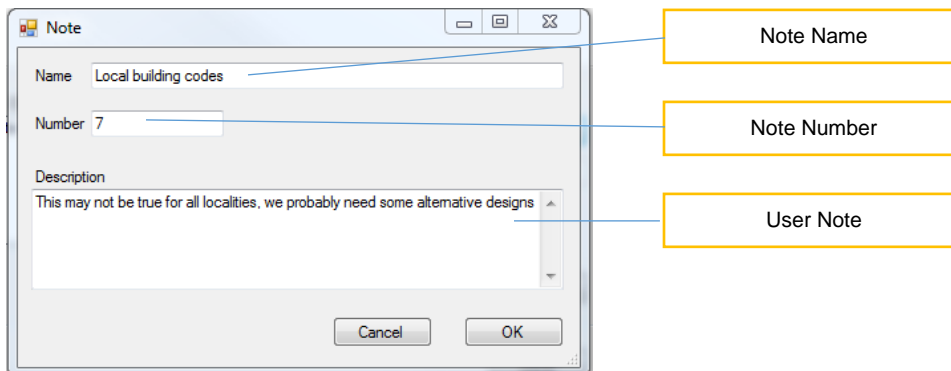 Note
Note Name
Name Local building codes
Number 7
Note Number
Description
This may not be true for all localities, we probably need some alternative designs
User Note
Cancel OK